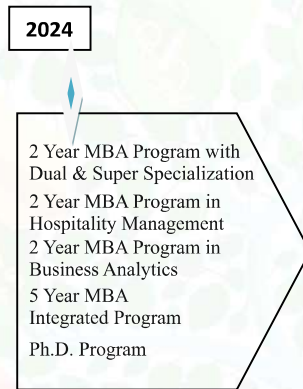 2024
2 Year MBA Program with
Dual & Super Specialization
2 Year MBA Program in
Hospitality Management
2 Year MBA Program in
Business Analytics
5 Year MBA
Integrated Program
Ph.D. Program